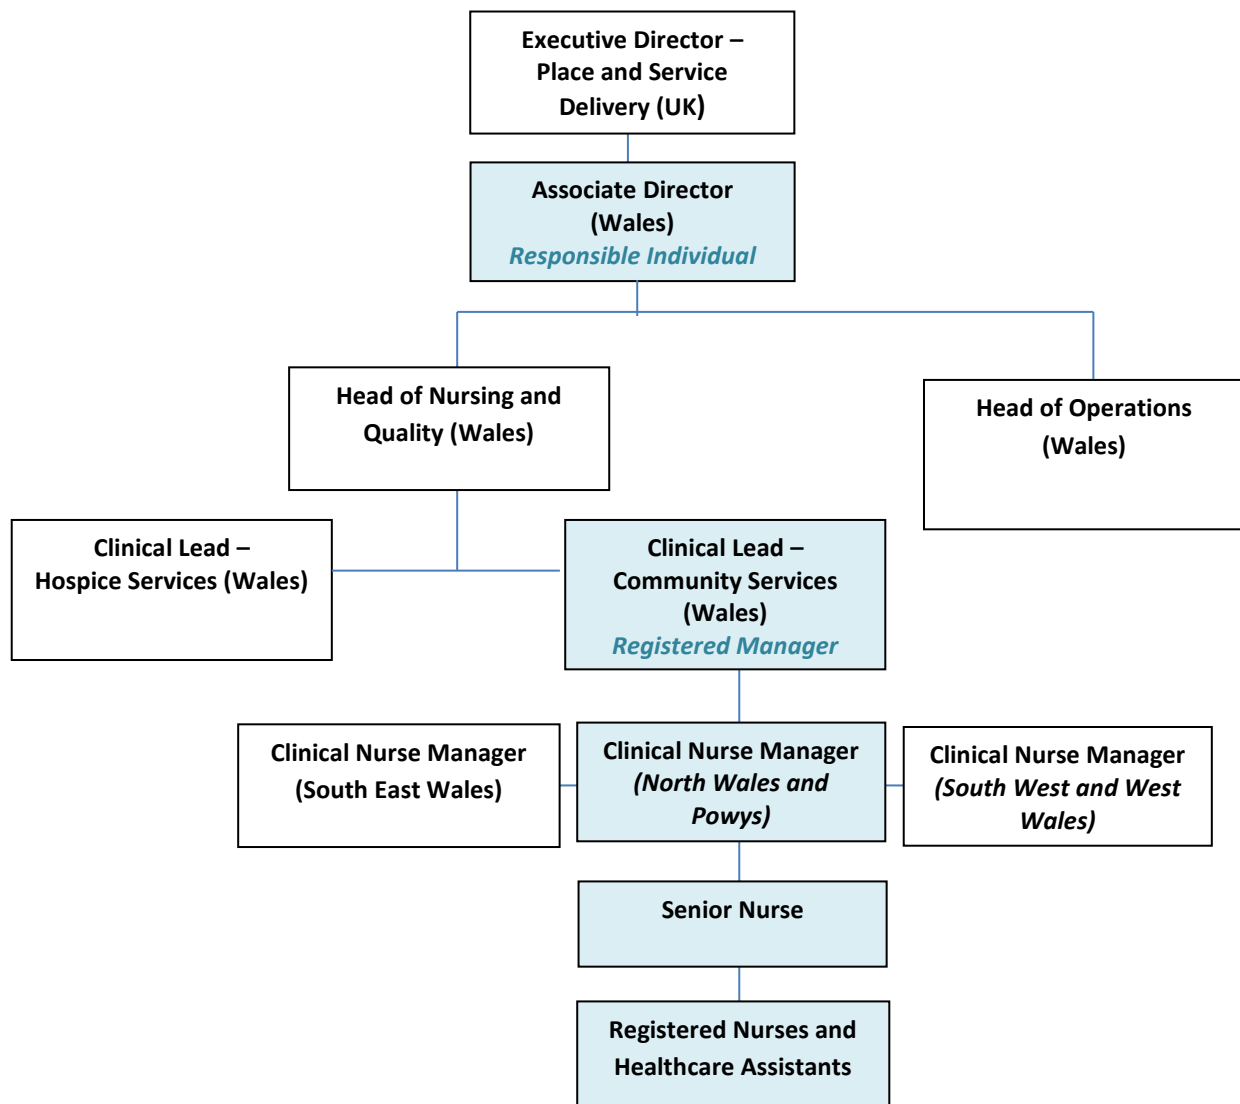 Executive Director –
Place and Service
Delivery (UK)
Associate Director
(Wales)
Responsible Individual
Head of Nursing and
Quality (Wales)
Head of Operations
(Wales)
Clinical Lead –
Hospice Services (Wales)
Clinical Lead –
Community Services
(Wales)
Registered Manager
Clinical Nurse Manager
(South East Wales)
Clinical Nurse Manager
(North Wales and
Powys)
Clinical Nurse Manager
(South West and West
Wales)
Senior Nurse
Registered Nurses and
Healthcare Assistants